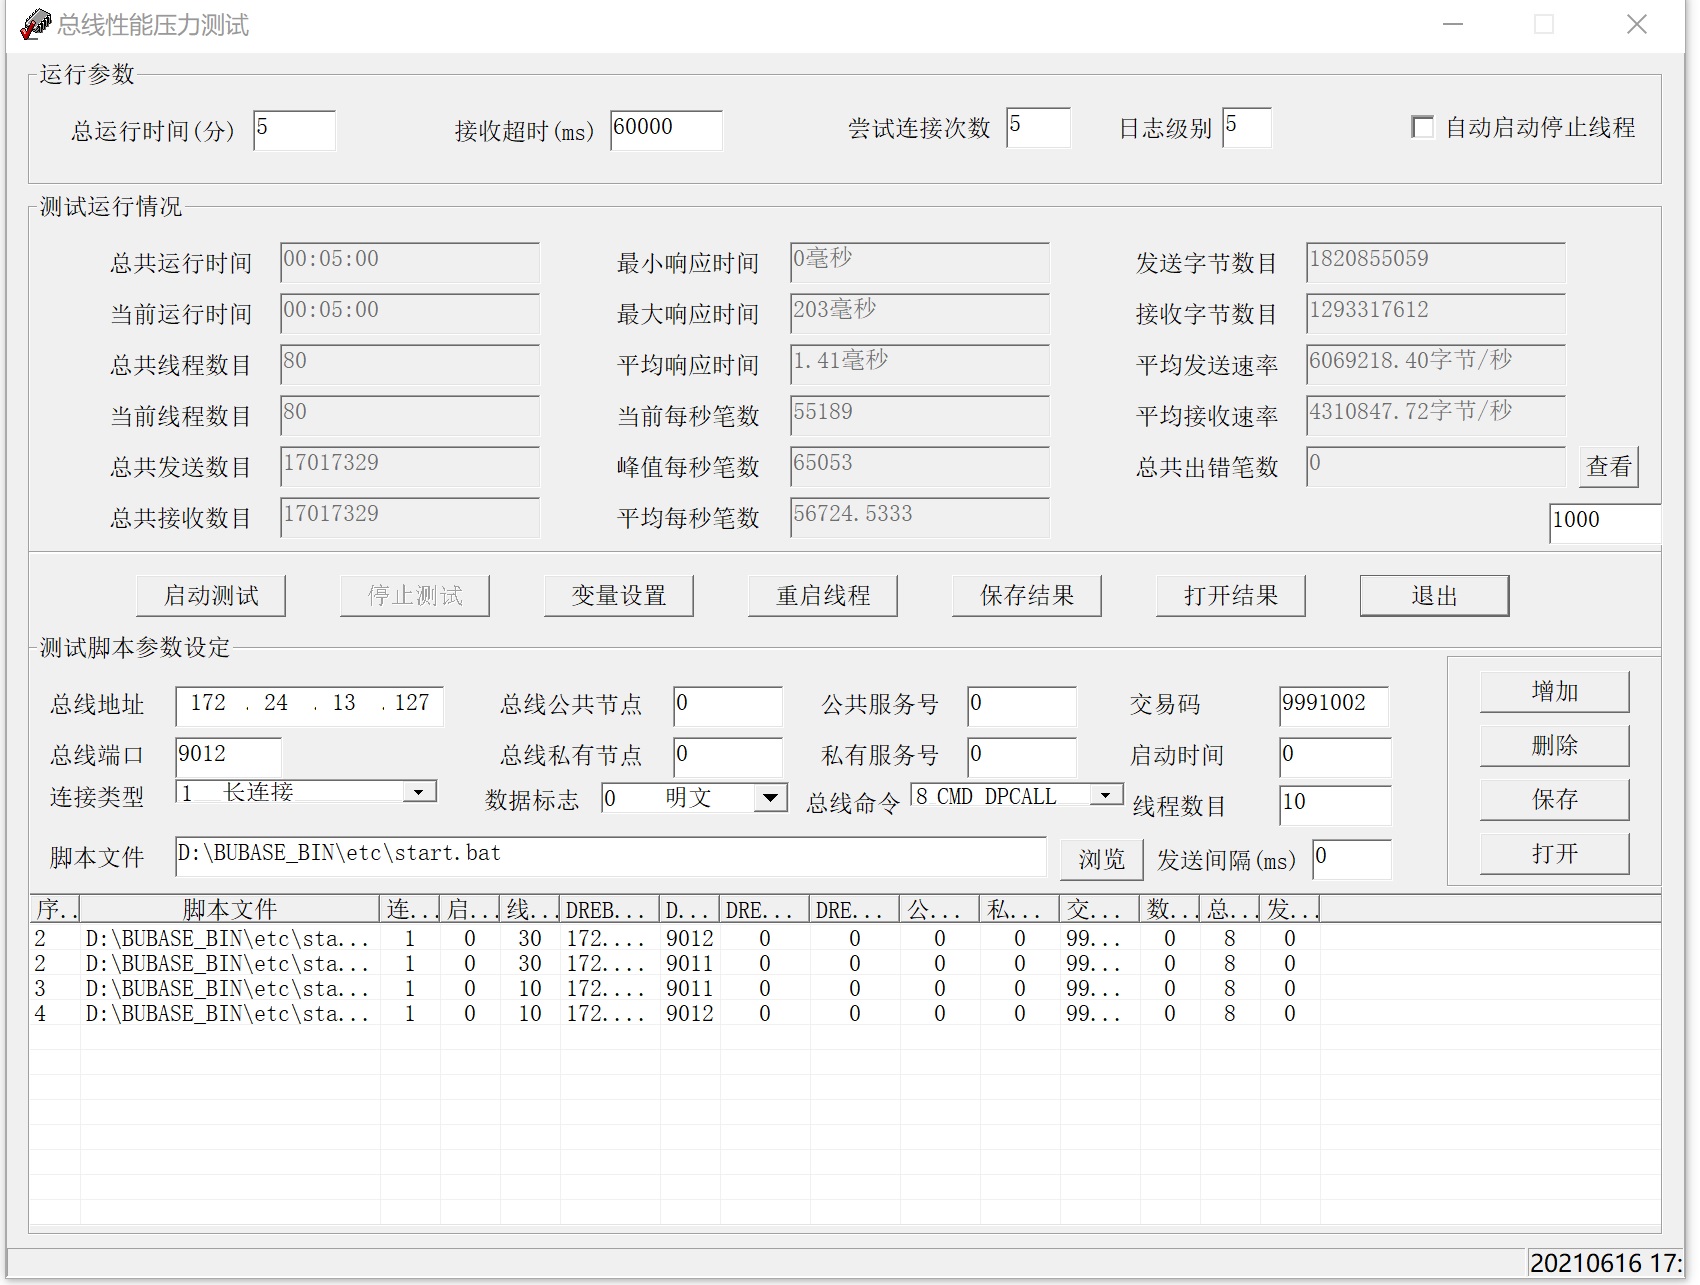 总线性能压力测试
运行参数
总运行时间(分) 5 接收超时(ms) 60000 尝试连接次数 5 日志级别 5 自动启动停止线程
测试运行情况
总共运行时间 00:05:00 最小响应时间 0毫秒 发送字节数目 1820855059
当前运行时间 00:05:00 最大响应时间 203毫秒 接收字节数目 1293317612
总共线程数目 80 平均响应时间 1.41毫秒 平均发送速率 6069218.40字节/秒
当前线程数目 80 当前每秒笔数 55189 平均接收速率 4310847.72字节/秒
总共发送数目 17017329 峰值每秒笔数 65053 总共出错笔数 0 查看
总共接收数目 17017329 平均每秒笔数 56724.5333 1000
启动测试 停止测试 变量设置 重启线程 保存结果 打开结果 退出
测试脚本参数设定
总线地址 172 . 24 . 13 . 127 总线公共节点 0 公共服务号 0 交易码 9991002 增加
总线端口 9012 总线私有节点 0 私有服务号 0 启动时间 0 删除
连接类型 1 长连接 数据标志 0 明文 总线命令 8 CMD DPCALL 线程数目 10 保存
脚本文件 D:\BUBASE_BIN\etc\start.bat 浏览 发送间隔(ms) 0 打开
序.. 脚本文件 连... 启... 线... DREB... D... DRE... DRE... 公... 私... 交... 数... 总... 发...
2 D:\BUBASE_BIN\etc\sta... 1 0 30 172.... 9012 0 0 0 0 99... 0 8 0
2 D:\BUBASE_BIN\etc\sta... 1 0 30 172.... 9011 0 0 0 0 99... 0 8 0
3 D:\BUBASE_BIN\etc\sta... 1 0 10 172.... 9011 0 0 0 0 99... 0 8 0
4 D:\BUBASE_BIN\etc\sta... 1 0 10 172.... 9012 0 0 0 0 99... 0 8 0
20210616 17: